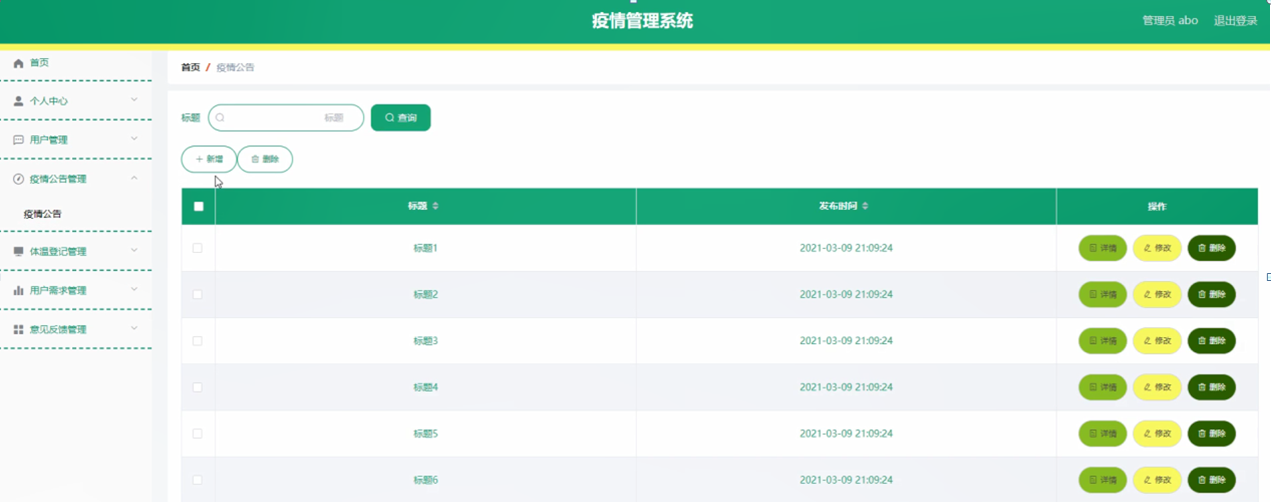 疫情管理系统
管理员 abo 退出登录
首页
个人中心
用户管理
疫情公告管理
疫情公告
体温登记管理
用户需求管理
意见反馈管理
首页 / 疫情公告
标题 标题 查询
+ 新增 删除
标题 发布时间 操作
标题1 2021-03-09 21:09:24 详情 修改 删除
标题2 2021-03-09 21:09:24 详情 修改 删除
标题3 2021-03-09 21:09:24 详情 修改 删除
标题4 2021-03-09 21:09:24 详情 修改 删除
标题5 2021-03-09 21:09:24 详情 修改 删除
标题6 2021-03-09 21:09:24 详情 修改 删除